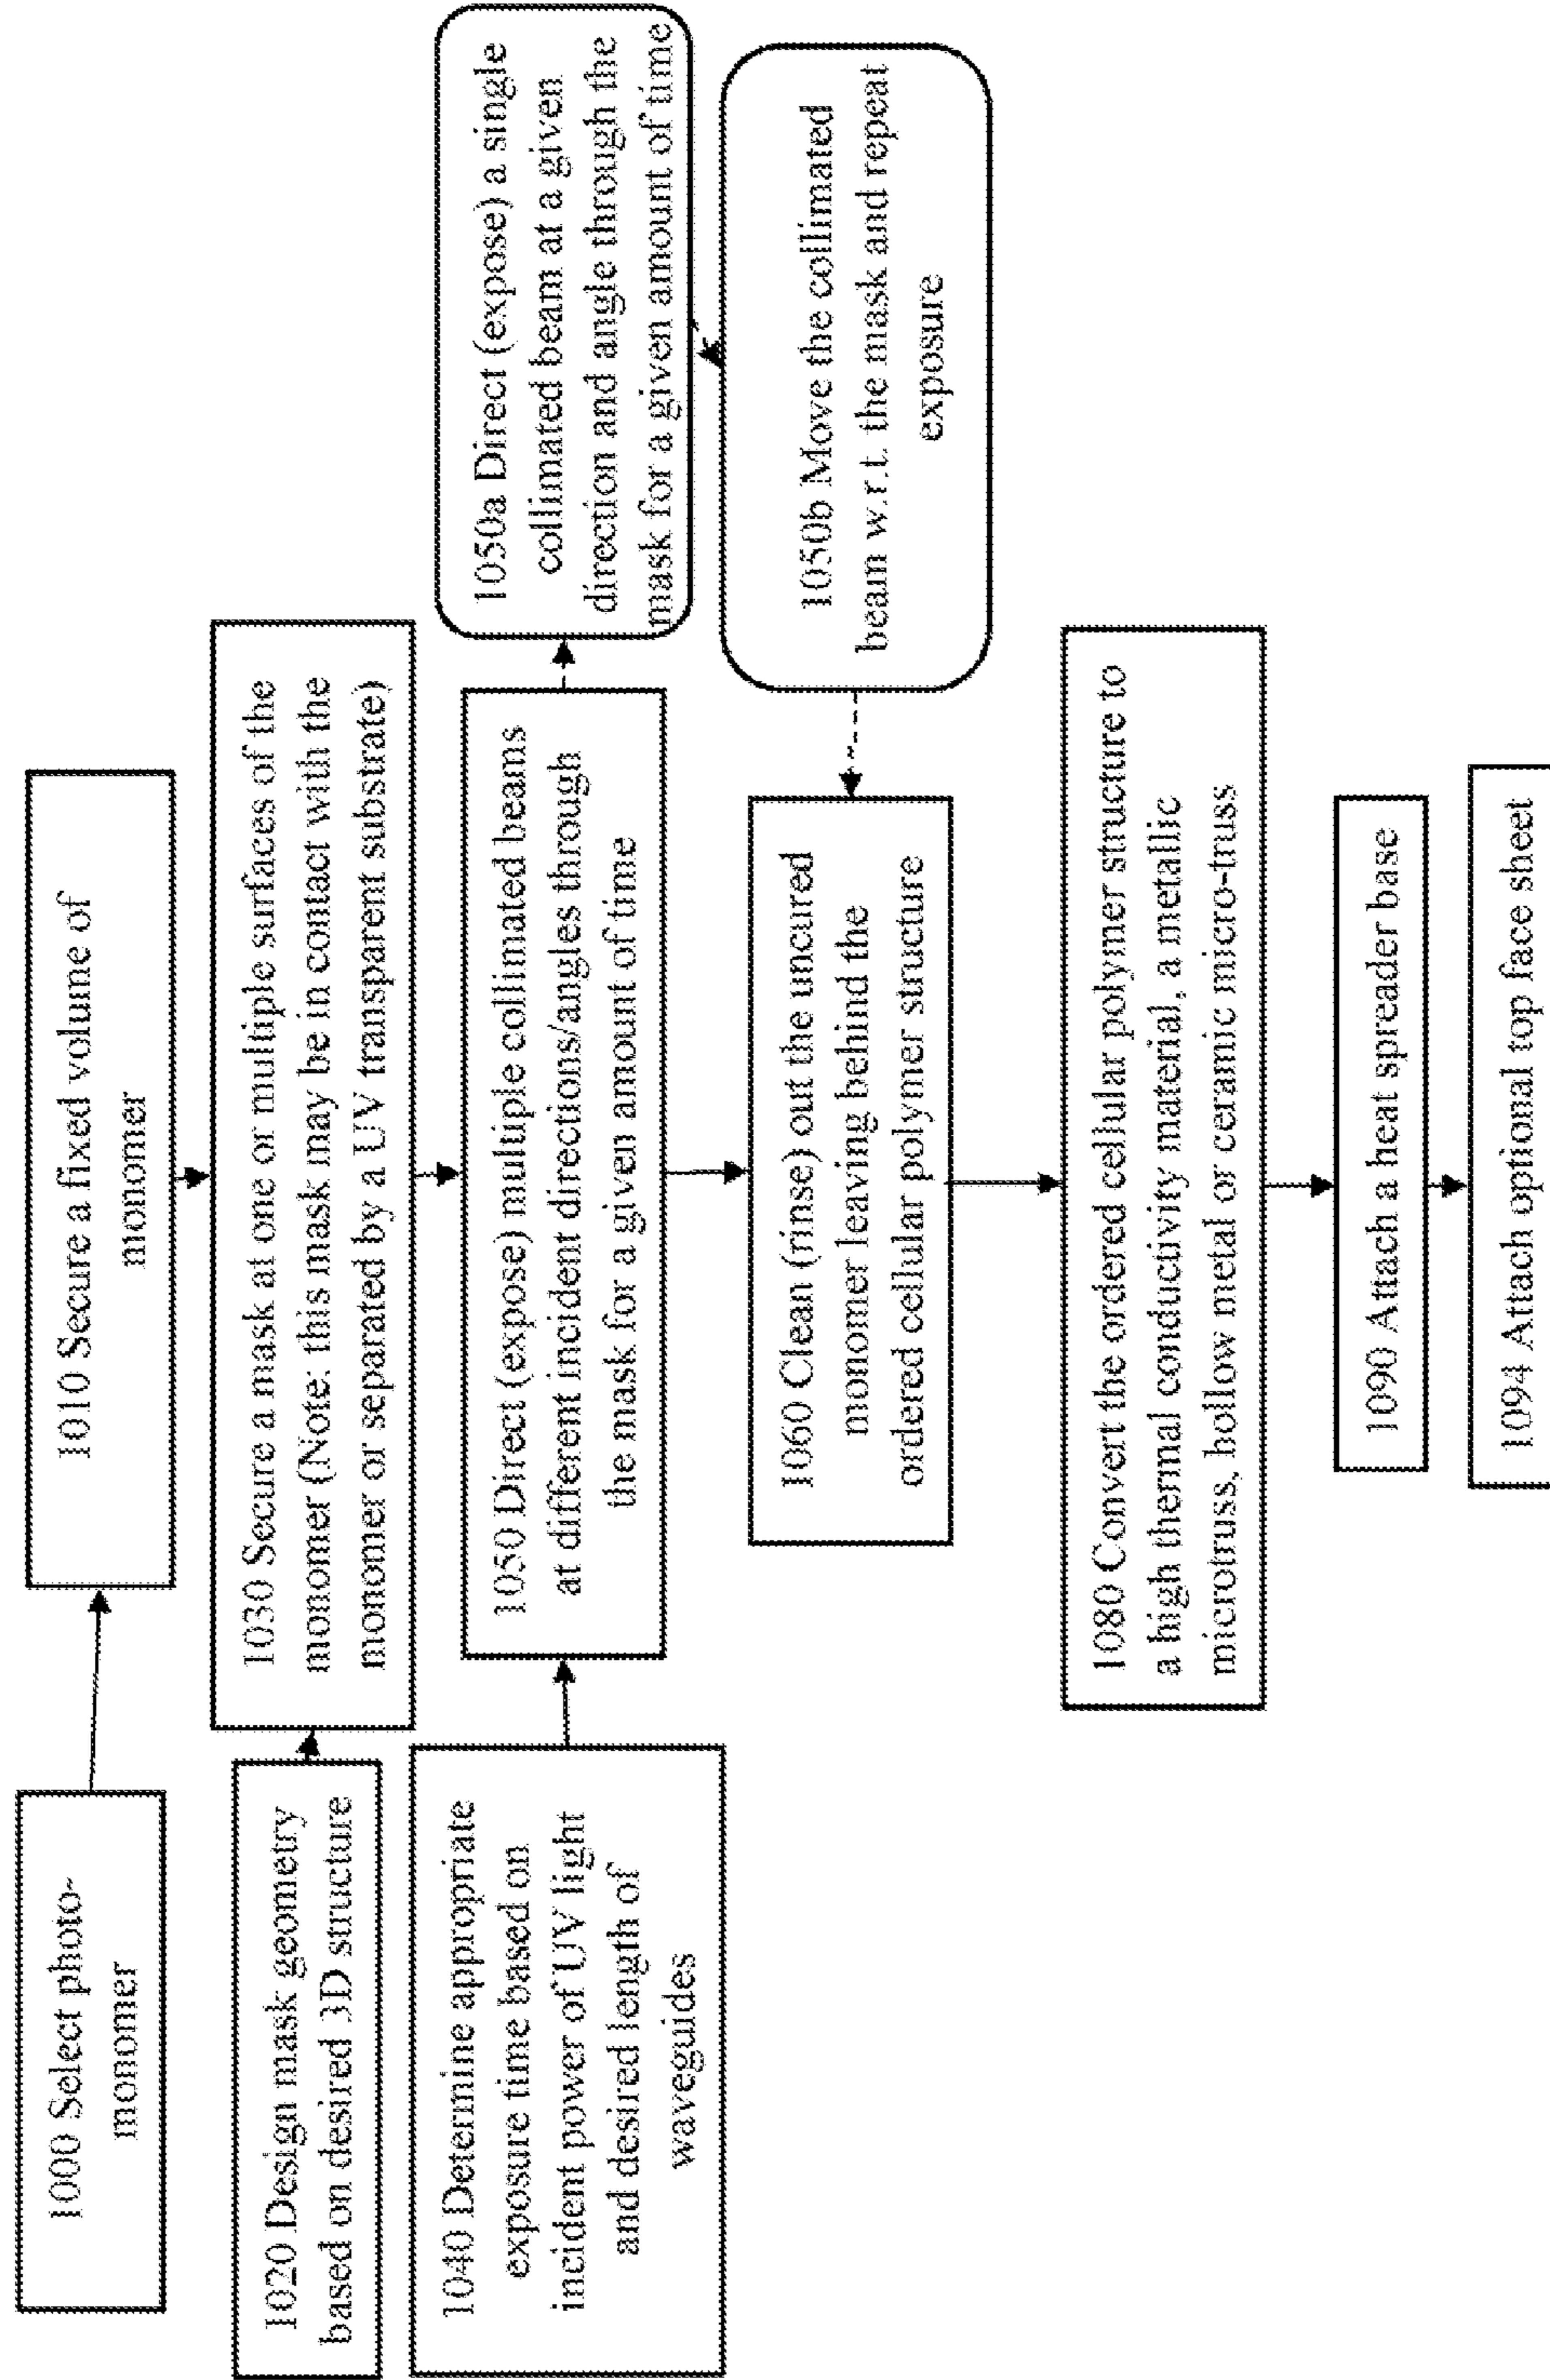 1000 Select photo-
monomer
1010 Secure a fixed volume of
monomer
1020 Design mask geometry
based on desired 3D structure
1030 Secure a mask at one or multiple surfaces of the
monomer (Note: this mask may be in contact with the
monomer or separated by a UV transparent substrate)
1040 Determine appropriate
exposure time based on
incident power of UV light
and desired length of
waveguides
1050 Direct (expose) multiple collimated beams
at different incident directions/angles through
the mask for a given amount of time
1050a Direct (expose) a single
collimated beam at a given
direction and angle through the
mask for a given amount of time
1050b Move the collimated
beam w.r.t. the mask and repeat
exposure
1060 Clean (rinse) out the uncured
monomer leaving behind the
ordered cellular polymer structure
1080 Convert the ordered cellular polymer structure to
a high thermal conductivity material, a metallic
microtruss, hollow metal or ceramic micro-truss
1090 Attach a heat spreader base
1094 Attach optional top face sheet